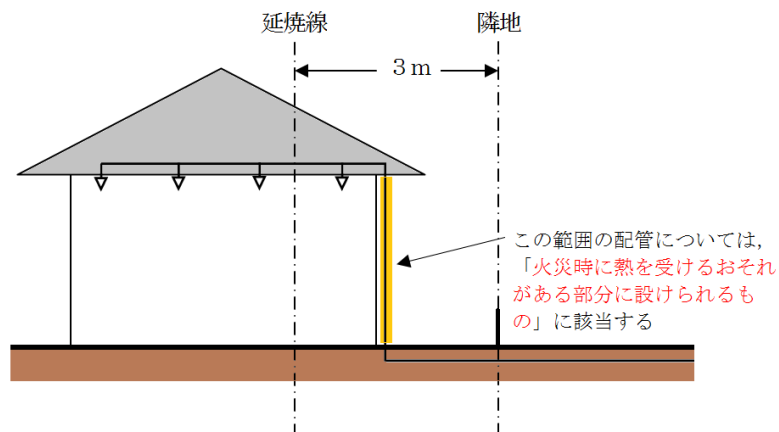 延焼線
隣地
３ｍ
この範囲の配管については，
「火災時に熱を受けるおそれ
がある部分に設けられるも
の」に該当する